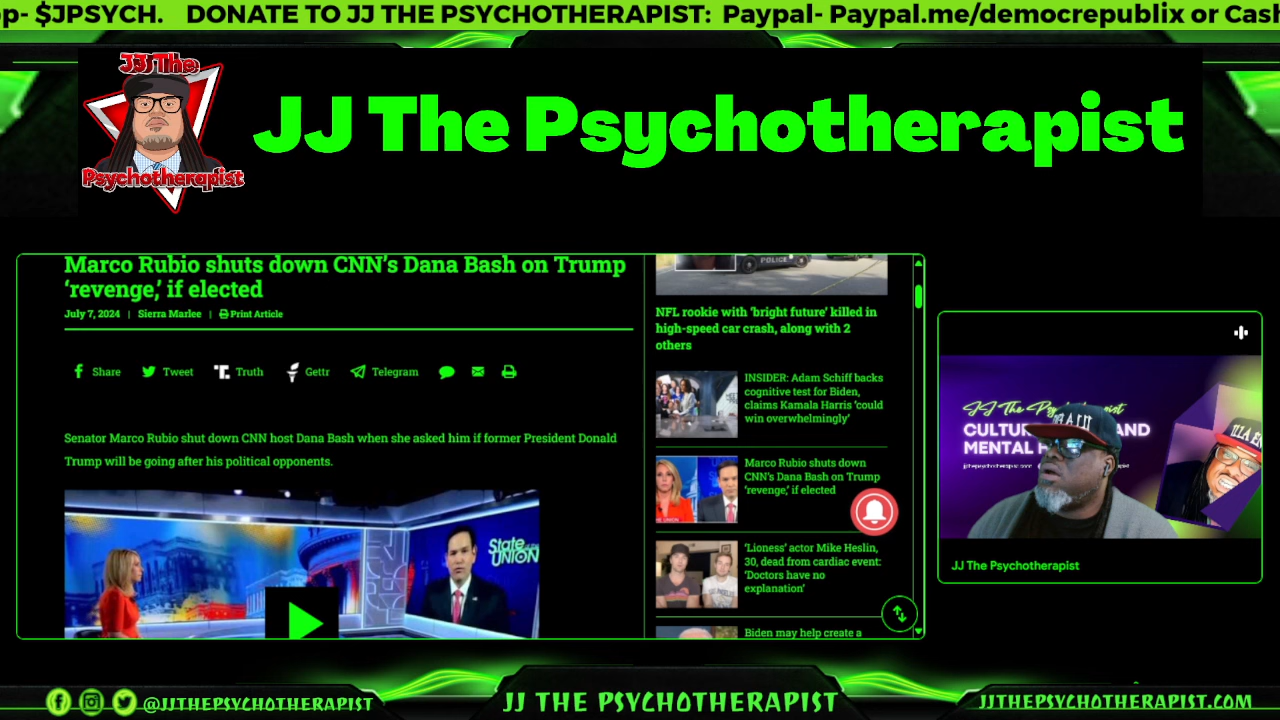 pp- $JPSYCH. DONATE TO JJ THE PSYCHOTHERAPIST: Paypal- Paypal.me/democrepublix or Cash
JJ The
Psychotherapist
JJ The Psychotherapist
Marco Rubio shuts down CNN's Dana Bash on Trump
'revenge,' if elected
July 7, 2024 | Sierra Marlee | Print Article
Share Tweet Truth Gettr Telegram
Senator Marco Rubio shut down CNN host Dana Bash when she asked him if former President Donald
Trump will be going after his political opponents.
STATE
UNION
POLICE
NFL rookie with 'bright future' killed in
high-speed car crash, along with 2
others
INSIDER: Adam Schiff backs
cognitive test for Biden,
claims Kamala Harris 'could
win overwhelmingly'
Marco Rubio shuts down
CNN's Dana Bash on Trump
'revenge,' if elected
'Lioness' actor Mike Heslin,
30, dead from cardiac event:
'Doctors have no
explanation'
Biden may help create a
JJ The Psychotherapist
CULTUR AND
MENTAL H
JJ The Psychotherapist
@JJTHEPSYCHOTHERAPIST
JJ THE PSYCHOTHERAPIST
JJTHEPSYCHOTHERAPIST.COM